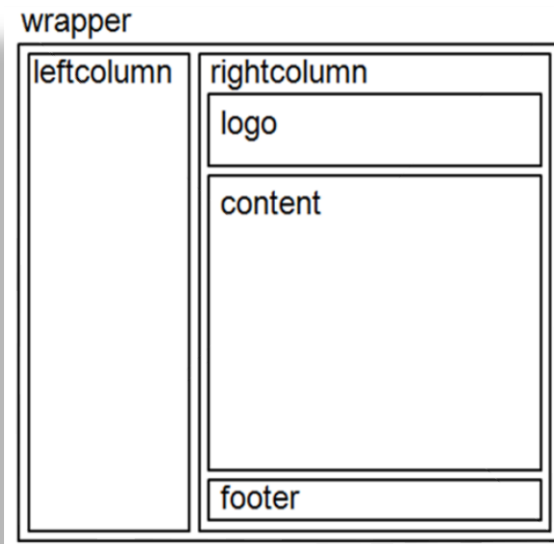 wrapper
leftcolumn
rightcolumn
logo
content
footer